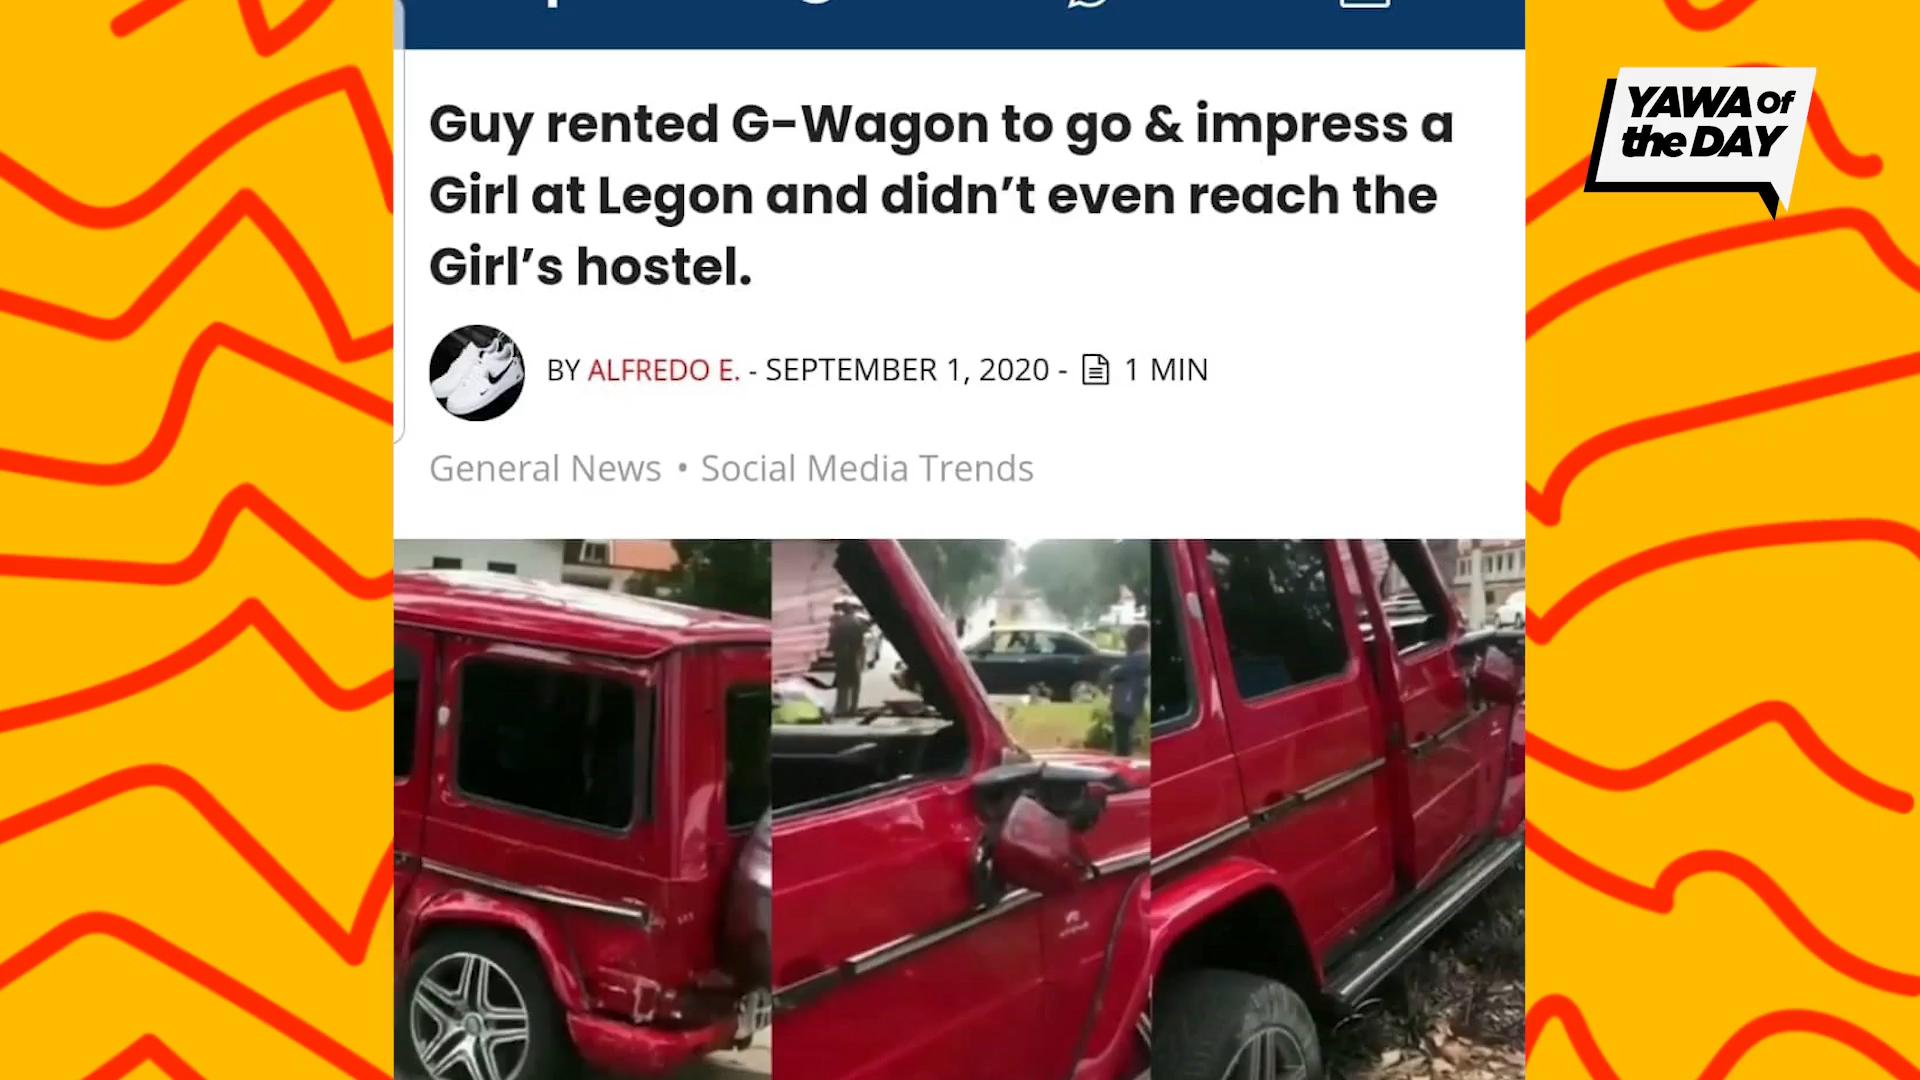 YAWA of
the DAY
Guy rented G-Wagon to go & impress a
Girl at Legon and didn't even reach the
Girl's hostel.
BY ALFREDO E. - SEPTEMBER 1, 2020 - 1 MIN
General News • Social Media Trends